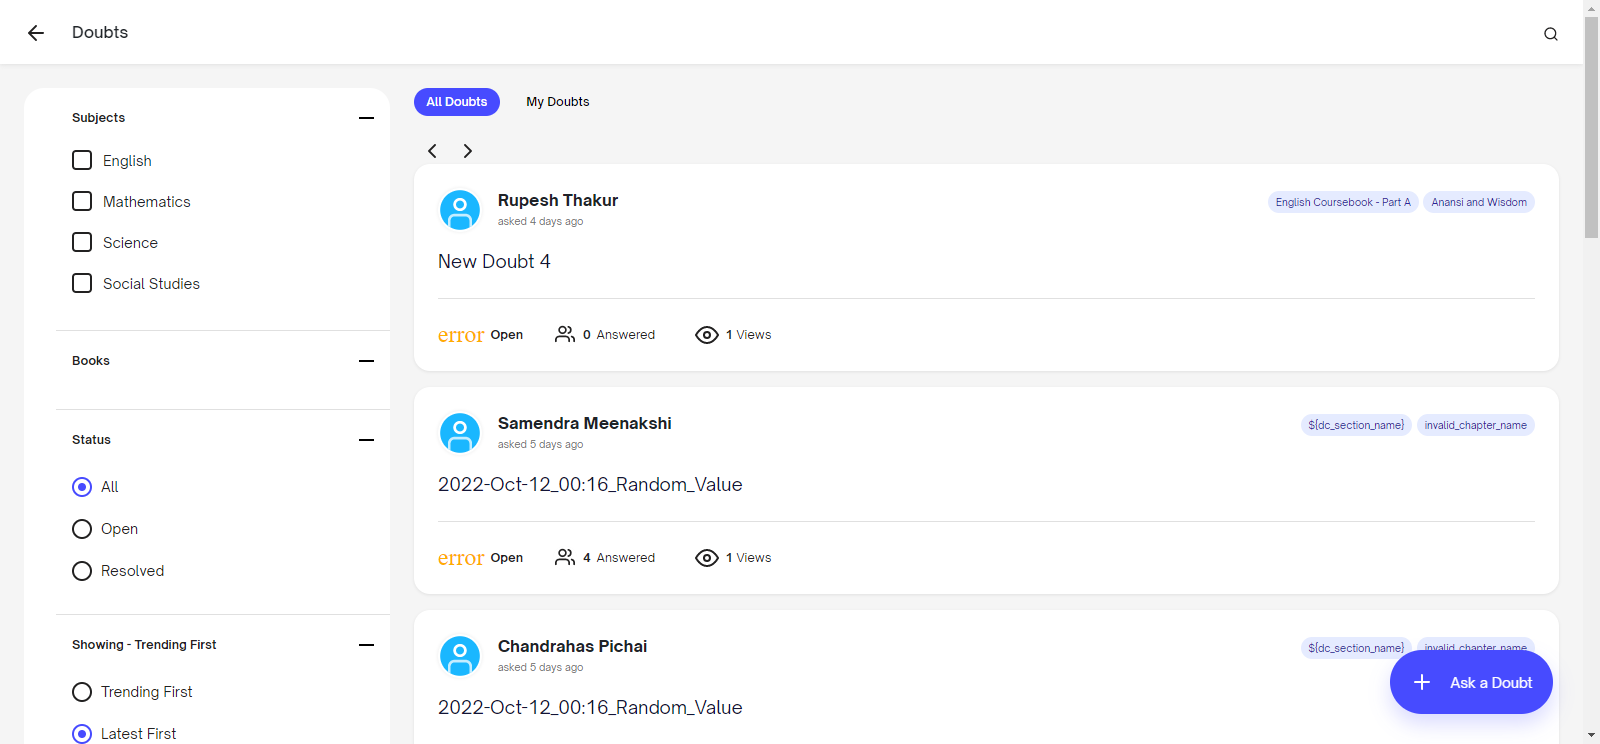 Doubts
Subjects
English
Mathematics
Science
Social Studies
Books
Status
All
Open
Resolved
Showing - Trending First
Trending First
Latest First
All Doubts My Doubts
Rupesh Thakur
asked 4 days ago
English Coursebook - Part A Anansi and Wisdom
New Doubt 4
error Open 0 Answered 1 Views
Samendra Meenakshi
asked 5 days ago
${dc_section_name} invalid_chapter_name
2022-Oct-12_00:16_Random_Value
error Open 4 Answered 1 Views
Chandrahas Pichai
asked 5 days ago
${dc_section_name} invalid_chapter_name
2022-Oct-12_00:16_Random_Value
Ask a Doubt